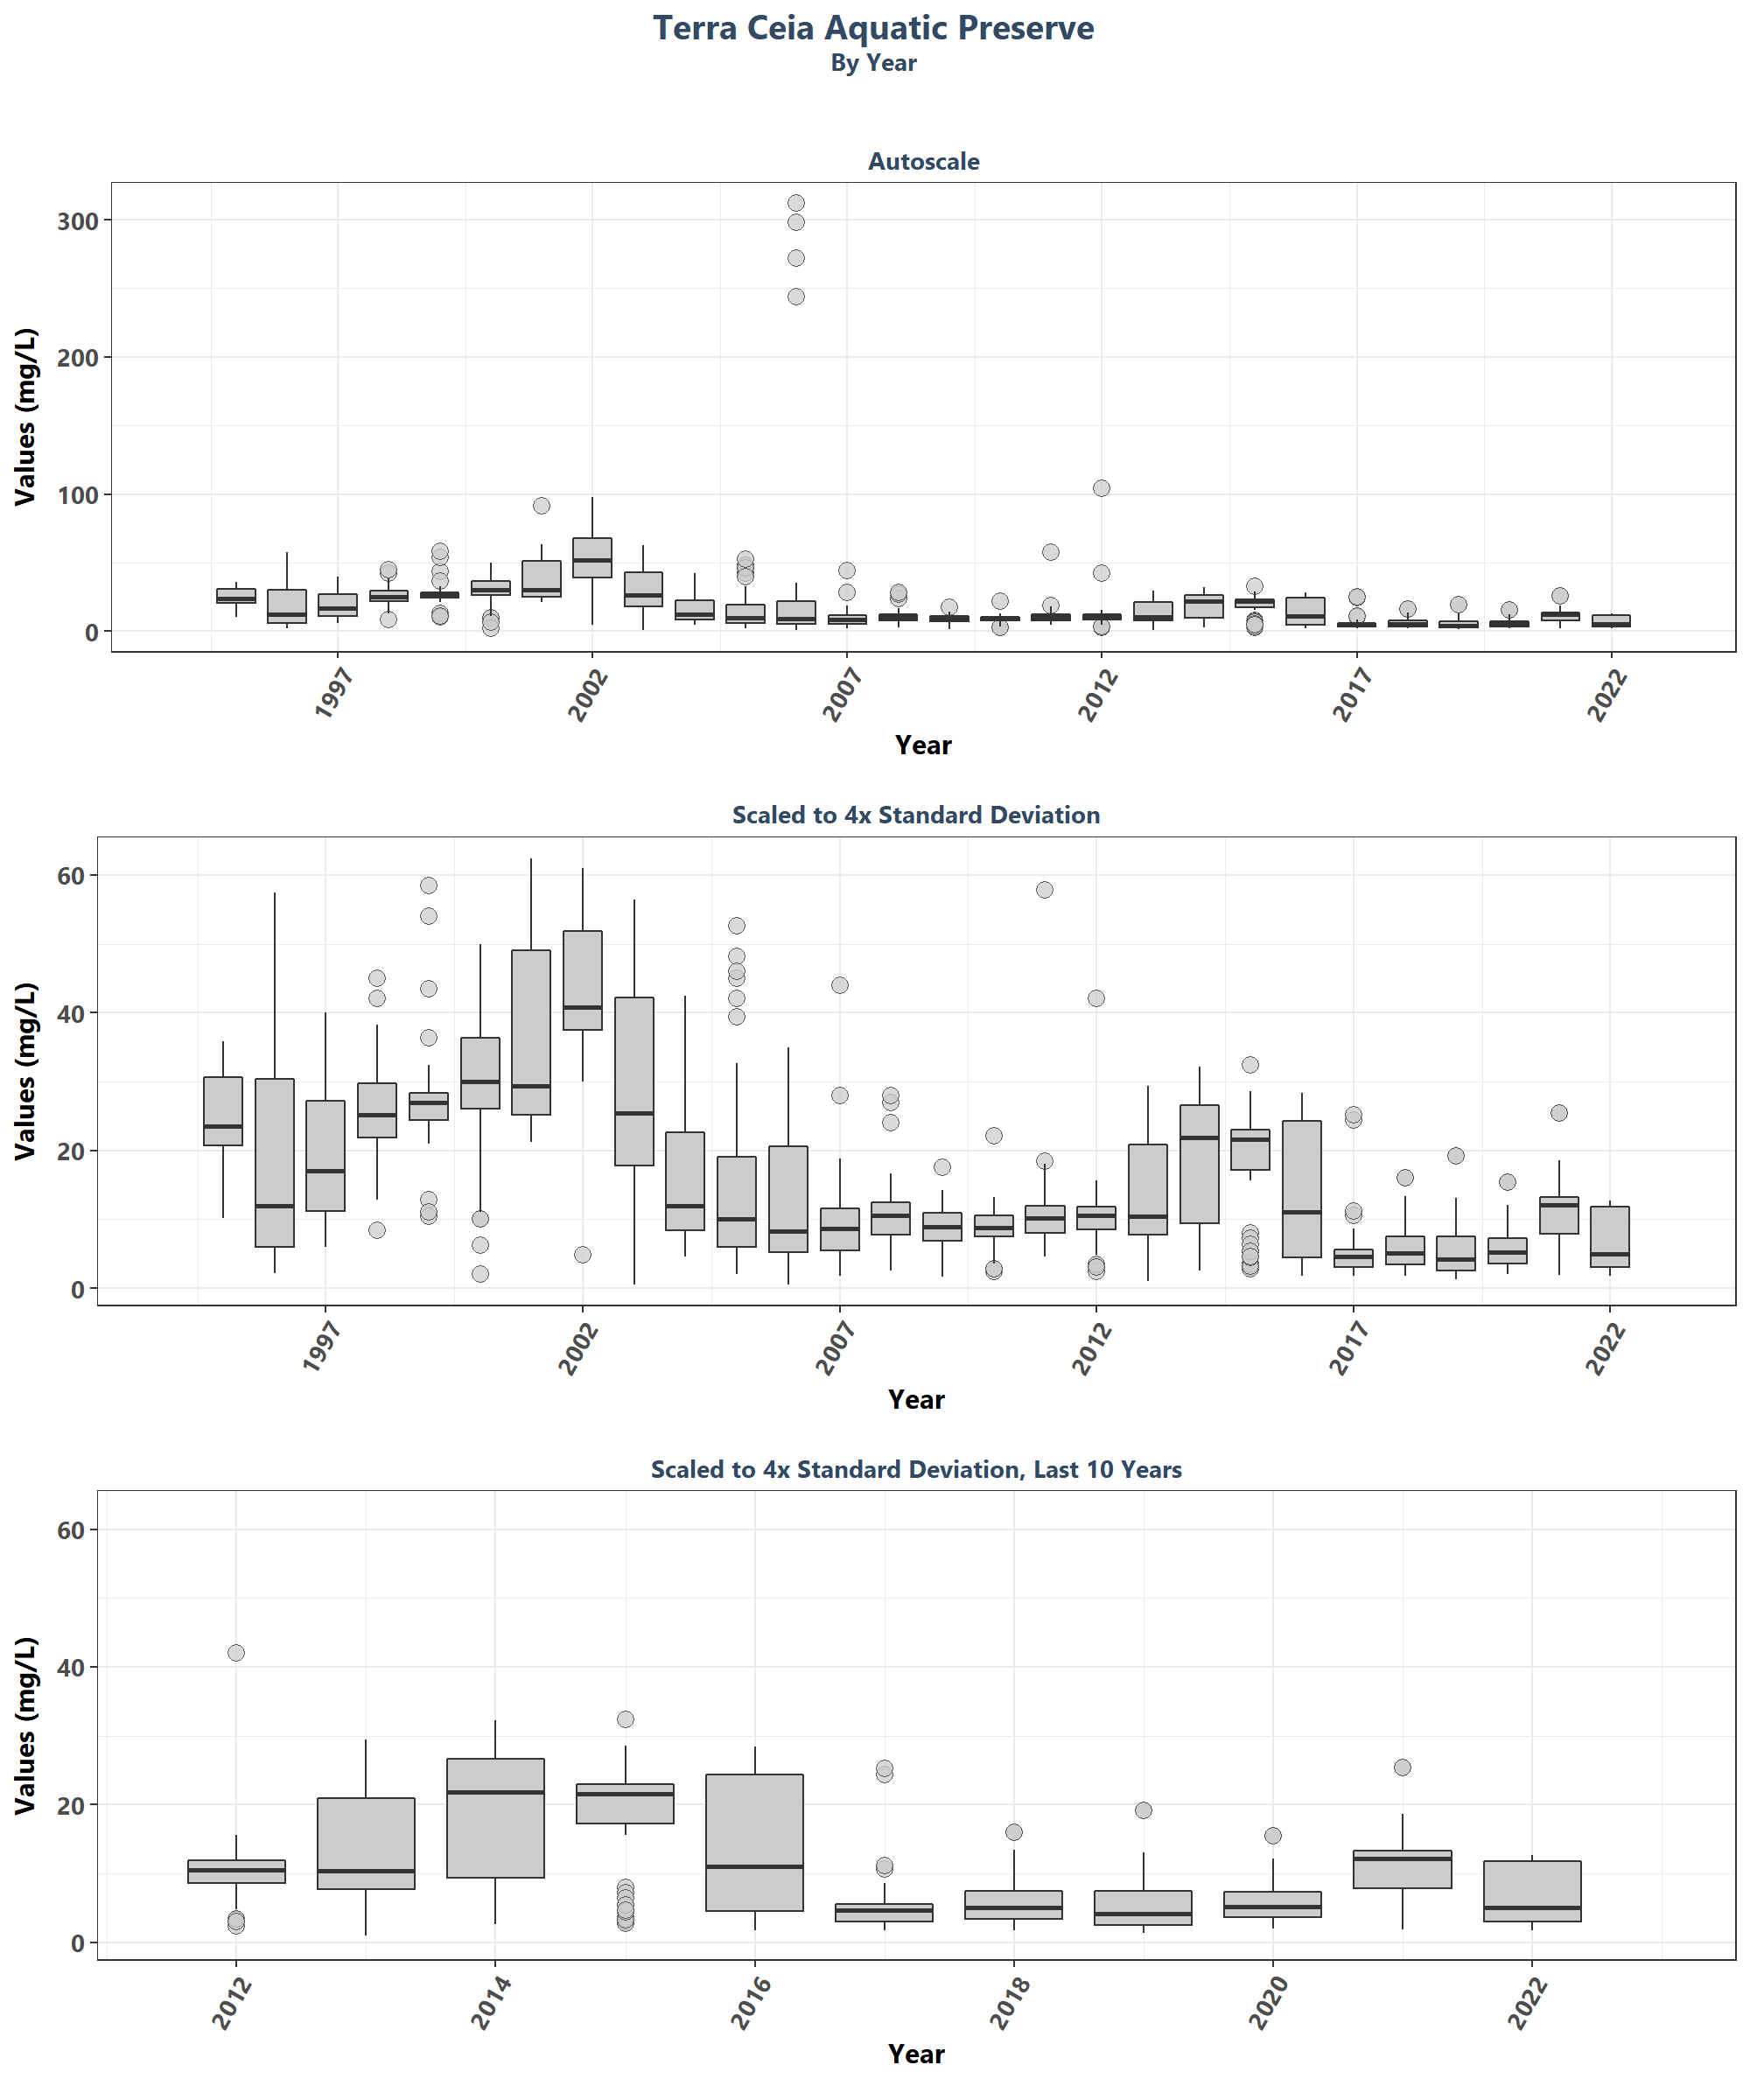 Terra Ceia Aquatic Preserve
By Year
Autoscale
Values (mg/L)
300
200
100
0
1997
2002
2007
2012
2017
2022
Year
Scaled to 4x Standard Deviation
Values (mg/L)
60
40
20
0
1997
2002
2007
2012
2017
2022
Year
Scaled to 4x Standard Deviation, Last 10 Years
Values (mg/L)
60
40
20
0
2012
2014
2016
2018
2020
2022
Year